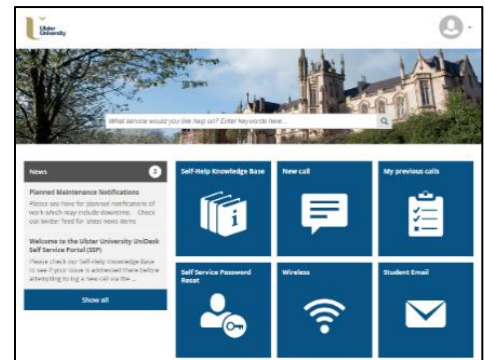 Ulster
University
What service would you like help on? Enter keywords here...
News
3
Planned Maintenance Notifications
Please see here for planned notifications of
work which may include downtime. Check
out twitter feed for latest news items
Welcome to the Ulster University UniDesk
Self Service Portal (SSP)
Please check our Self-Help Knowledge Base
to see if your issue is addressed there before
attempting to log a new call via the ...
Show all
Self-Help Knowledge Base
New call
My previous calls
Self Service Password
Reset
Wireless
Student Email